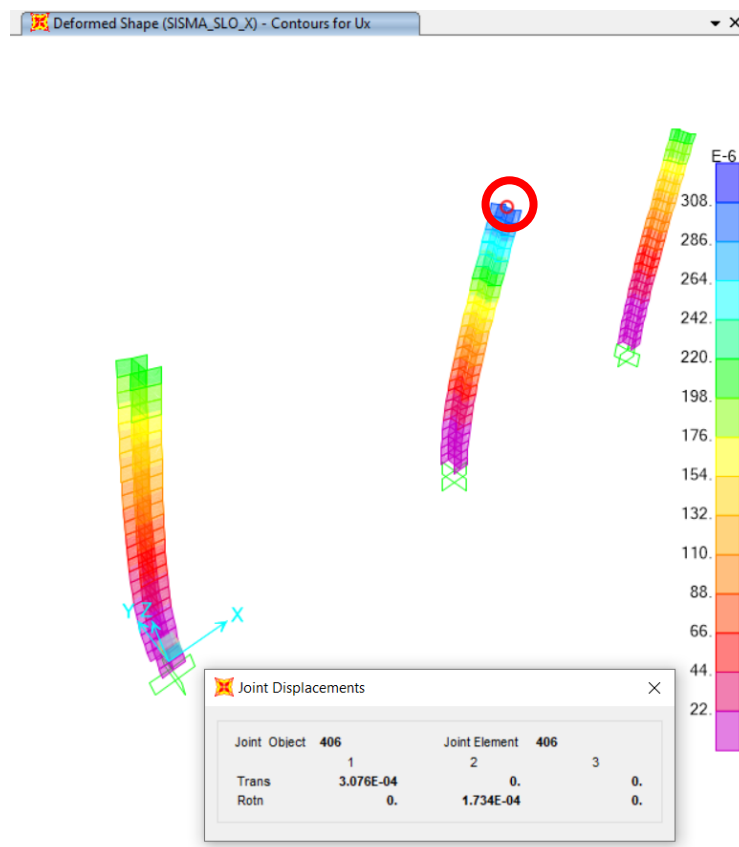 Deformed Shape (SISMA_SLO_X) - Contours for Ux
E-6
308.
286.
264.
242.
220.
198.
176.
154.
132.
110.
88.
66.
44.
22.
Y Z X
Joint Displacements
Joint Object 406 Joint Element 406
1 2 3
Trans 3.076E-04 0. 0.
Rotn 0. 1.734E-04 0.